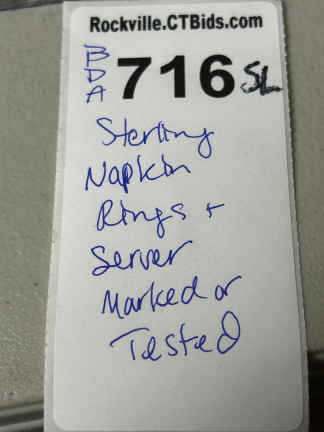 Rockville.CTBids.com
BDA 716 SL
Sterling
Napkin
Rings +
Server
Marked or
Tested